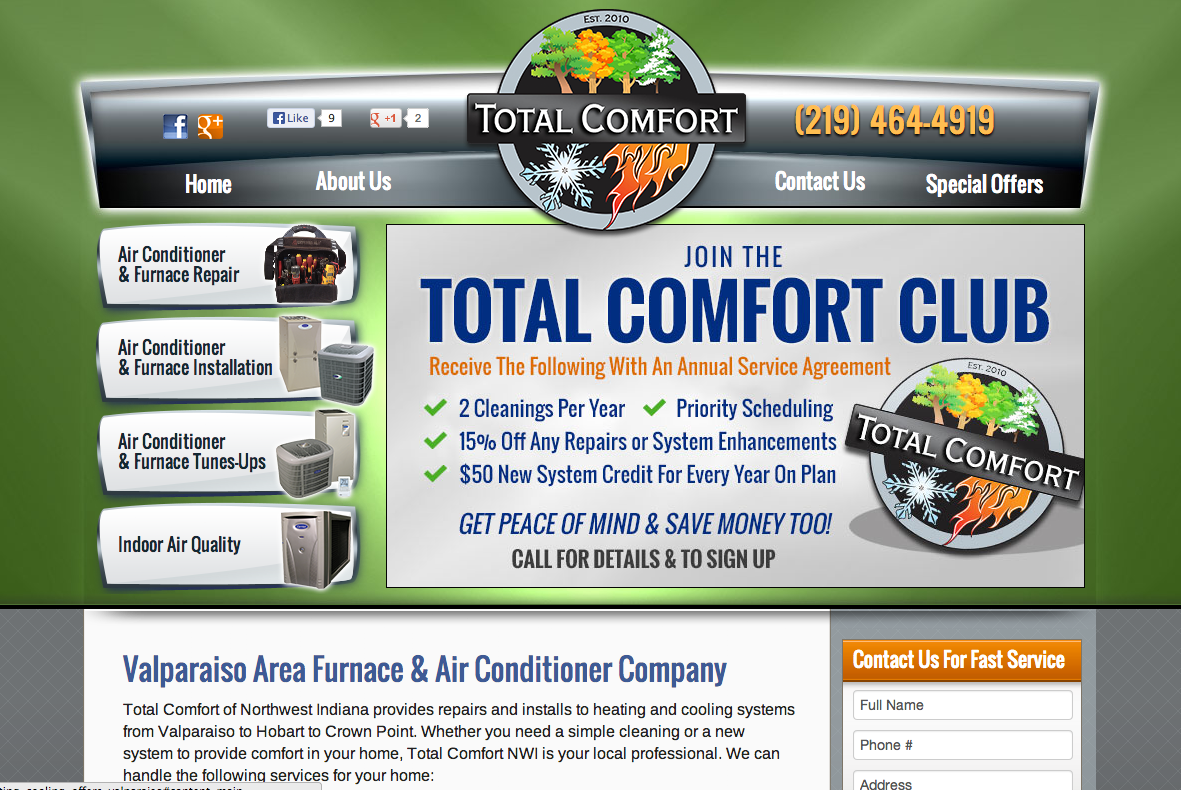 EST. 2010
TOTAL COMFORT
Like 9
+1 2
(219) 464-4919
Home
About Us
Contact Us
Special Offers
Air Conditioner
& Furnace Repair
Air Conditioner
& Furnace Installation
Air Conditioner
& Furnace Tunes-Ups
Indoor Air Quality
JOIN THE
TOTAL COMFORT CLUB
Receive The Following With An Annual Service Agreement
2 Cleanings Per Year Priority Scheduling
15% Off Any Repairs or System Enhancements
$50 New System Credit For Every Year On Plan
GET PEACE OF MIND & SAVE MONEY TOO!
CALL FOR DETAILS & TO SIGN UP
EST. 2010
TOTAL COMFORT
Valparaiso Area Furnace & Air Conditioner Company
Total Comfort of Northwest Indiana provides repairs and installs to heating and cooling systems
from Valparaiso to Hobart to Crown Point. Whether you need a simple cleaning or a new
system to provide comfort in your home, Total Comfort NWI is your local professional. We can
handle the following services for your home:
Contact Us For Fast Service
Full Name
Phone #
Address